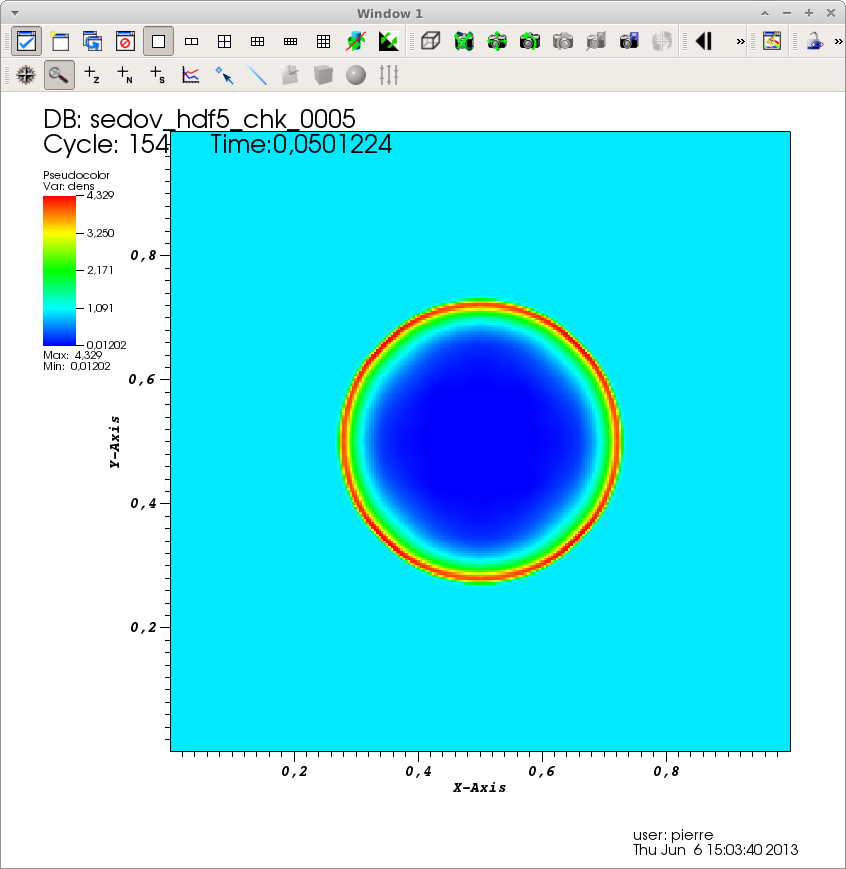 Window 1
DB: sedov_hdf5_chk_0005
Cycle: 154 Time:0,0501224
Pseudocolor
Var: dens
4,329
3,250
2,171
1,091
0,01202
Max: 4,329
Min: 0,01202
0,8
0,6
Y-Axis
0,4
0,2
0,2 0,4 0,6 0,8
X-Axis
user: pierre
Thu Jun 6 15:03:40 2013